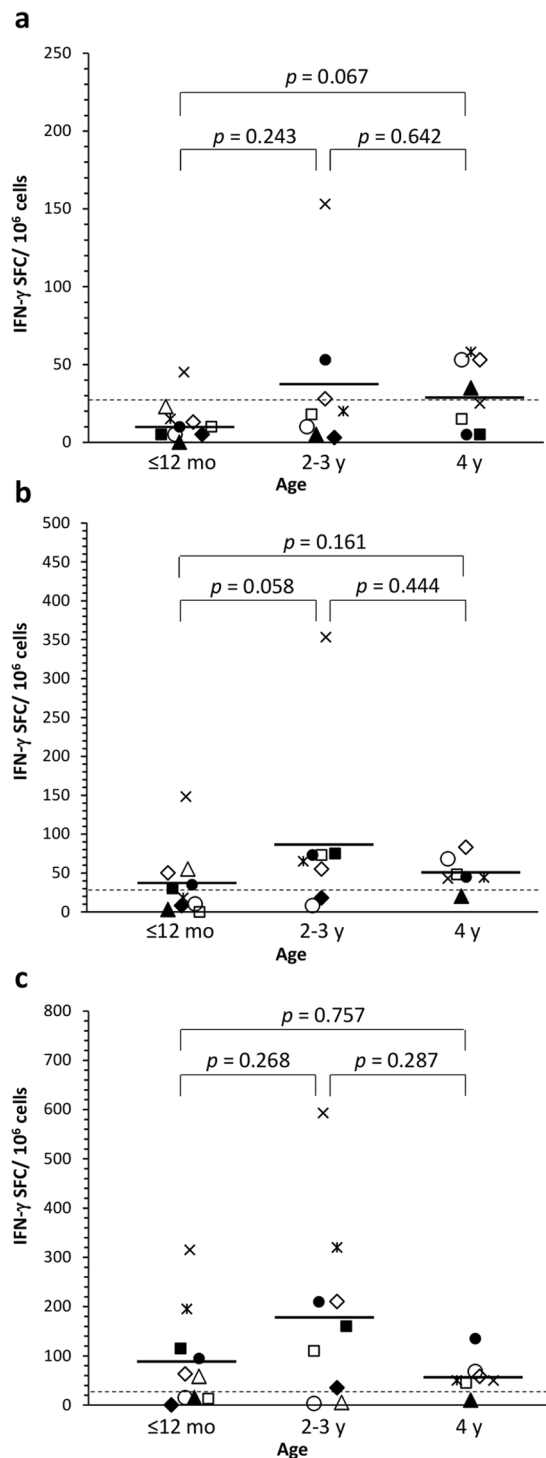 a
250
200
150
100
50
0
IFN-γ SFC/ 10⁶ cells
p = 0.067
p = 0.243
p = 0.642
≤12 mo
2-3 y
4 y
Age
b
500
450
400
350
300
250
200
150
100
50
0
IFN-γ SFC/ 10⁶ cells
p = 0.161
p = 0.058
p = 0.444
≤12 mo
2-3 y
4 y
Age
c
800
700
600
500
400
300
200
100
0
IFN-γ SFC/ 10⁶ cells
p = 0.757
p = 0.268
p = 0.287
≤12 mo
2-3 y
4 y
Age